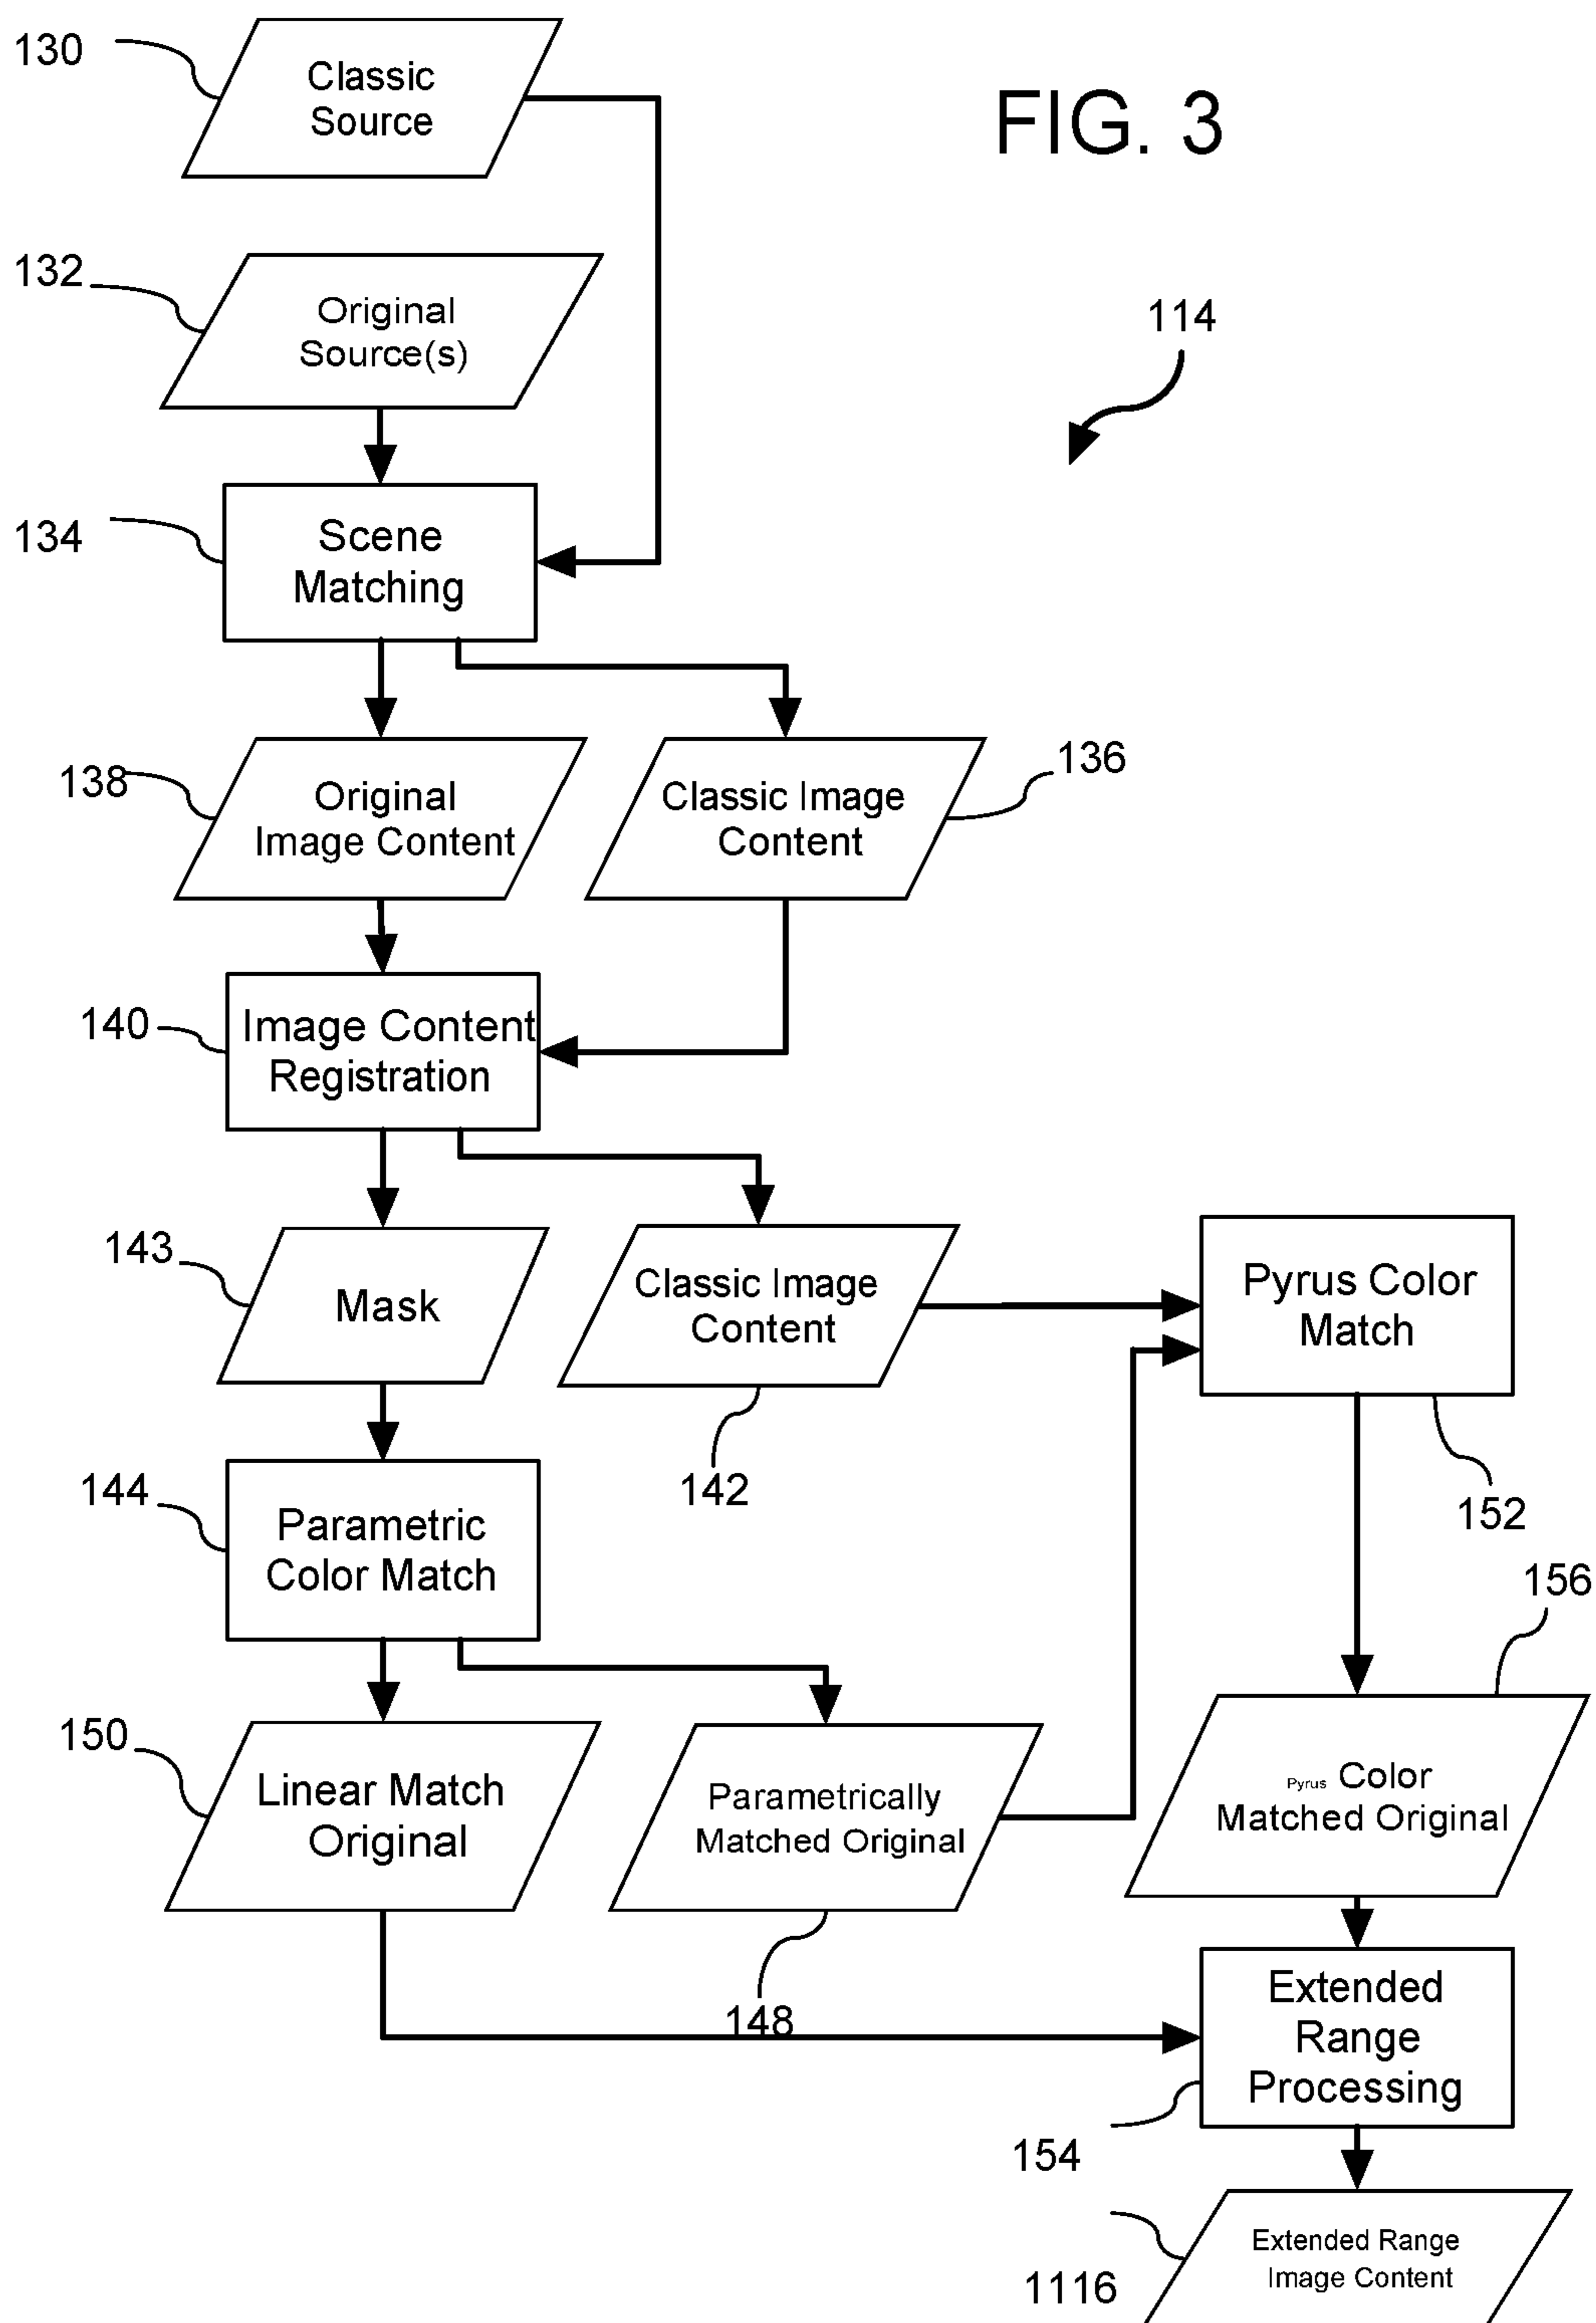 130
Classic
Source
FIG. 3
132
Original
Source(s)
114
134
Scene
Matching
138
Original
Image Content
Classic Image
Content
136
140
Image Content
Registration
143
Mask
Classic Image
Content
142
Pyrus Color
Match
152
144
Parametric
Color Match
156
150
Linear Match
Original
Parametrically
Matched Original
148
Pyrus Color
Matched Original
Extended
Range
Processing
154
Extended Range
Image Content
1116